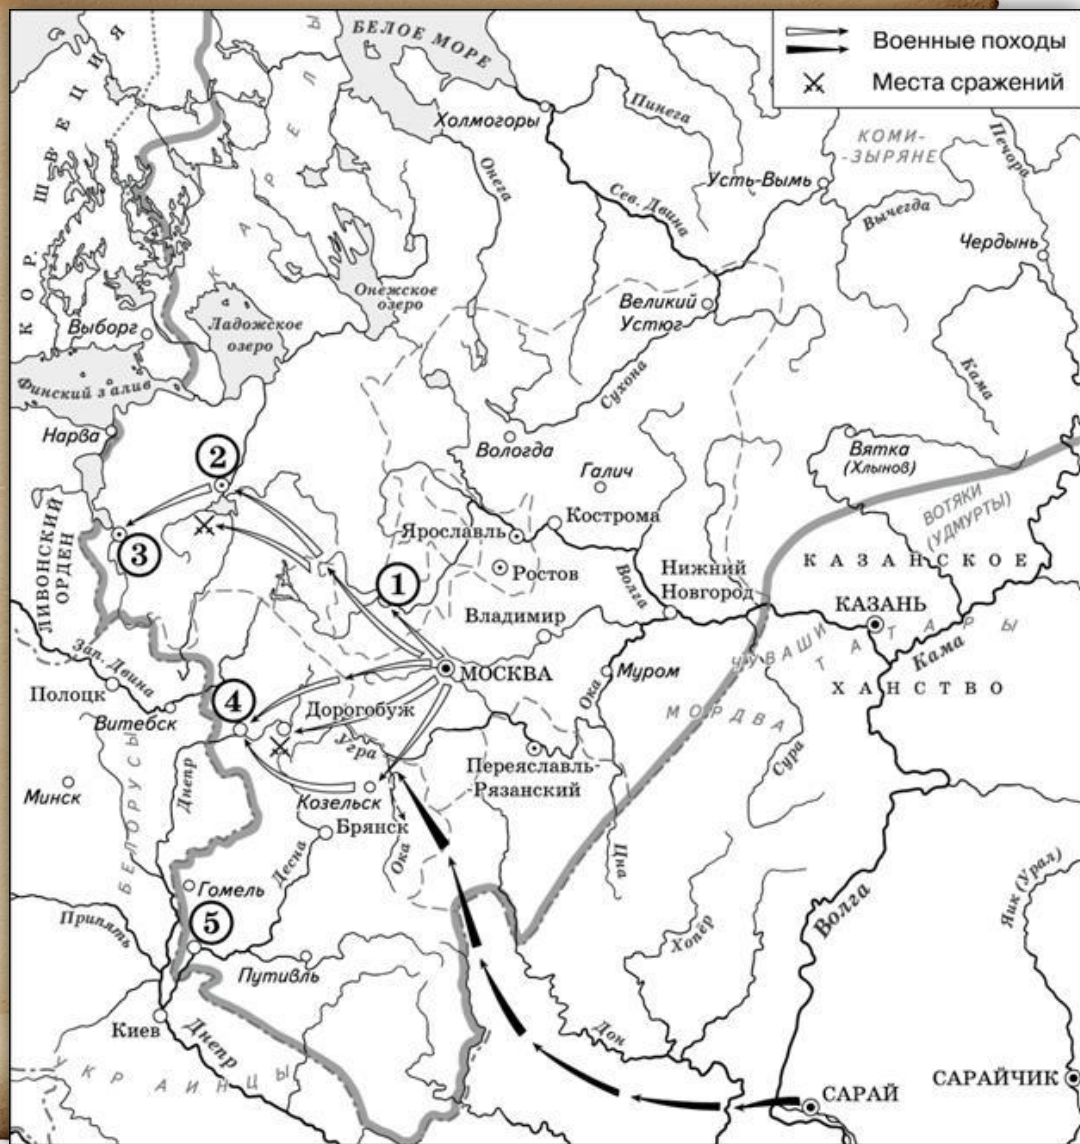 Военные походы
Места сражений
КОР. ШВЕЦИЯ
КАРЕЛЫ
БЕЛОЕ МОРЕ
Холмогоры
Пинега
КОМИ-
-ЗЫРЯНЕ
Печора
Онега
Усть-Вымь
Сев. Двина
Вычегда
Чердынь
Онежское
озеро
Великий
Устюг
Выборг
Ладожское
озеро
Финский залив
Сухона
Кама
Нарва
2
Вологда
Вятка
(Хлынов)
Галич
ВОТЯКИ
(УДМУРТЫ)
ЛИВОНСКИЙ
ОРДЕН
3
Ярославль
Кострома
Ростов
1
Волга
Нижний
Новгород
КАЗАНСКОЕ
ХАНСТВО
КАЗАНЬ
ТАТАРЫ
Владимир
ЧУВАШИ
Кама
Зап. Двина
МОСКВА
Ока
Муром
Полоцк
4
Дорогобуж
МОРДВА
Витебск
Угра
Переяславль-
-Рязанский
Сура
БЕЛОРУСЫ
Днепр
Минск
Козельск
Брянск
Ока
Цна
Десна
Гомель
5
Припять
Хопёр
Волга
Яик (Урал)
Путивль
Киев
Днепр
Дон
УКРАИНЦЫ
САРАЙ
САРАЙЧИК